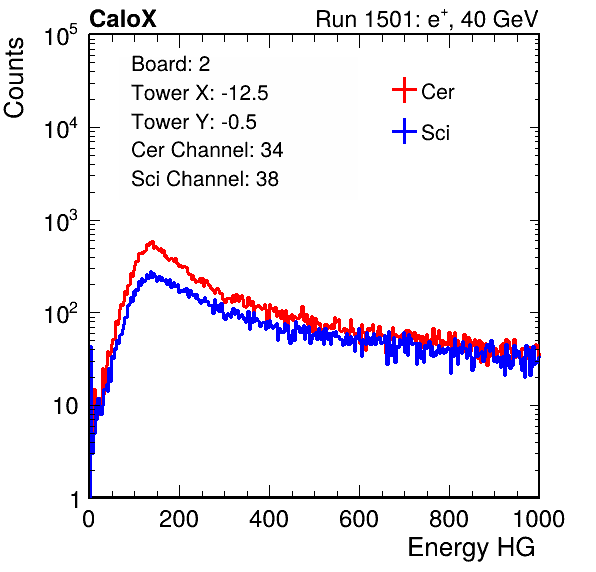 CaloX Run 1501: e⁺, 40 GeV
Counts
10⁵
10⁴
10³
10²
10
1
Board: 2
Tower X: -12.5
Tower Y: -0.5
Cer Channel: 34
Sci Channel: 38
Cer
Sci
0 200 400 600 800 1000
Energy HG